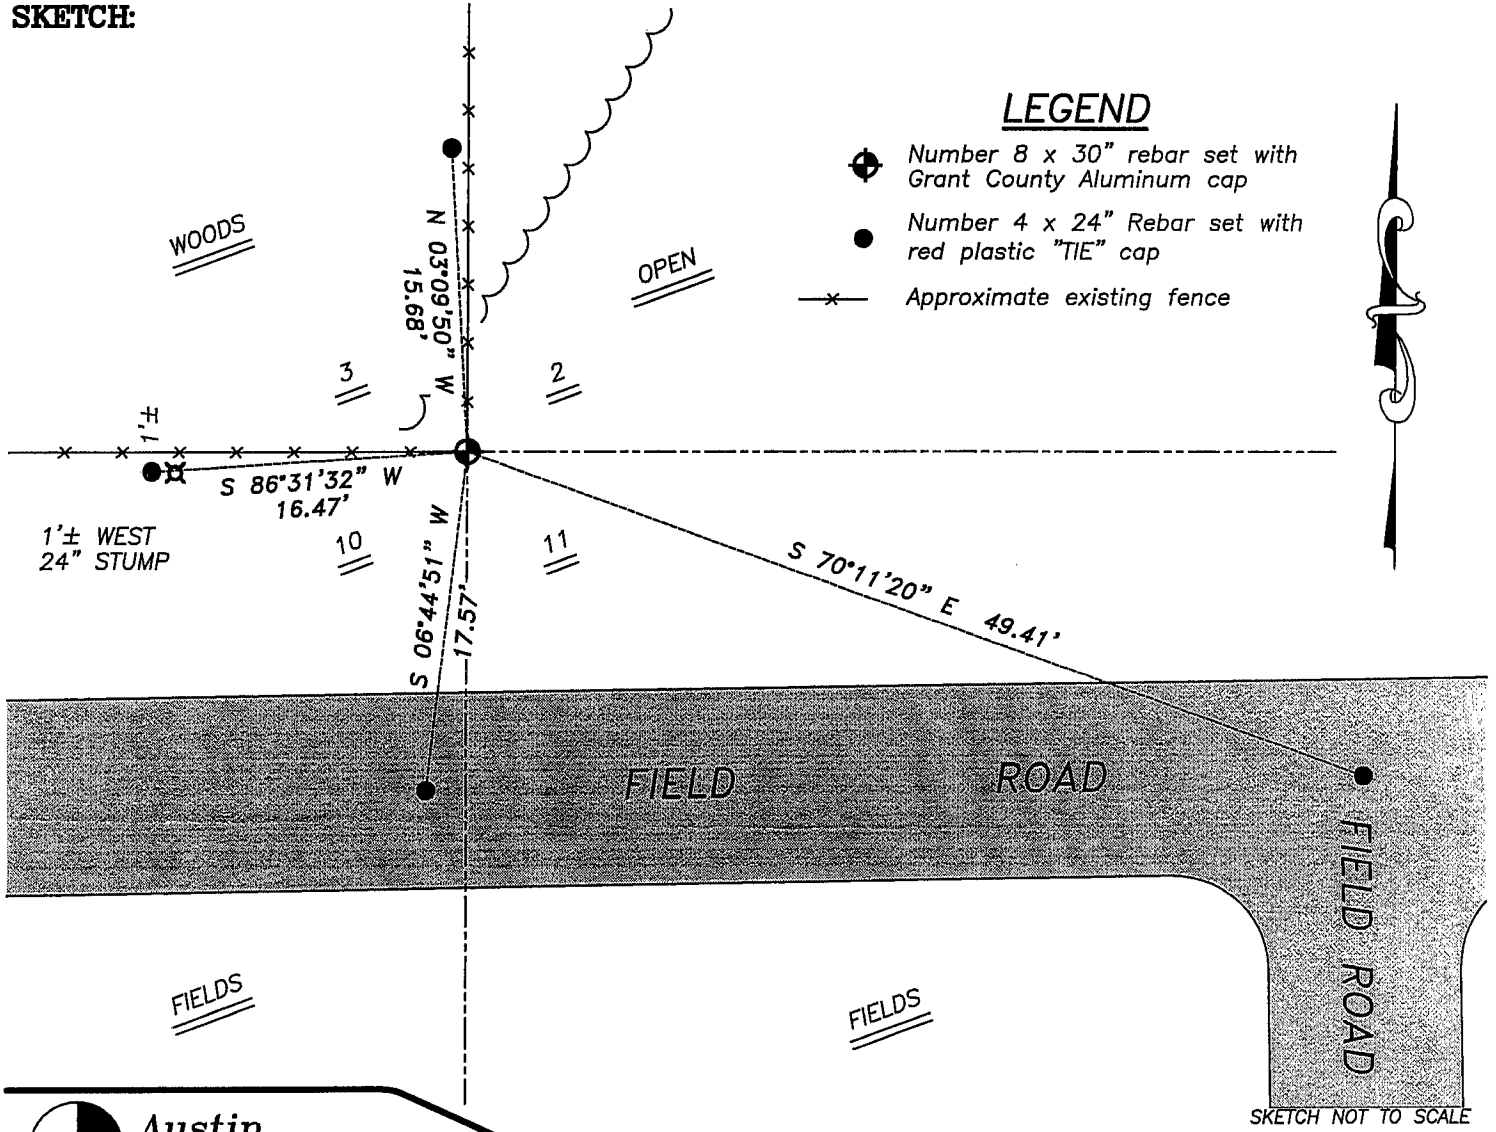 SKETCH:
LEGEND
Number 8 x 30" rebar set with
Grant County Aluminum cap
Number 4 x 24" Rebar set with
red plastic "TIE" cap
Approximate existing fence
WOODS
OPEN
N 03°09'50" W
15.68'
3
2
1'±
S 86°31'32" W
16.47'
1'± WEST
24" STUMP
10
11
S 06°44'51" W
17.57'
S 70°11'20" E 49.41'
FIELD ROAD
FIELD ROAD
FIELDS
FIELDS
SKETCH NOT TO SCALE
Austin